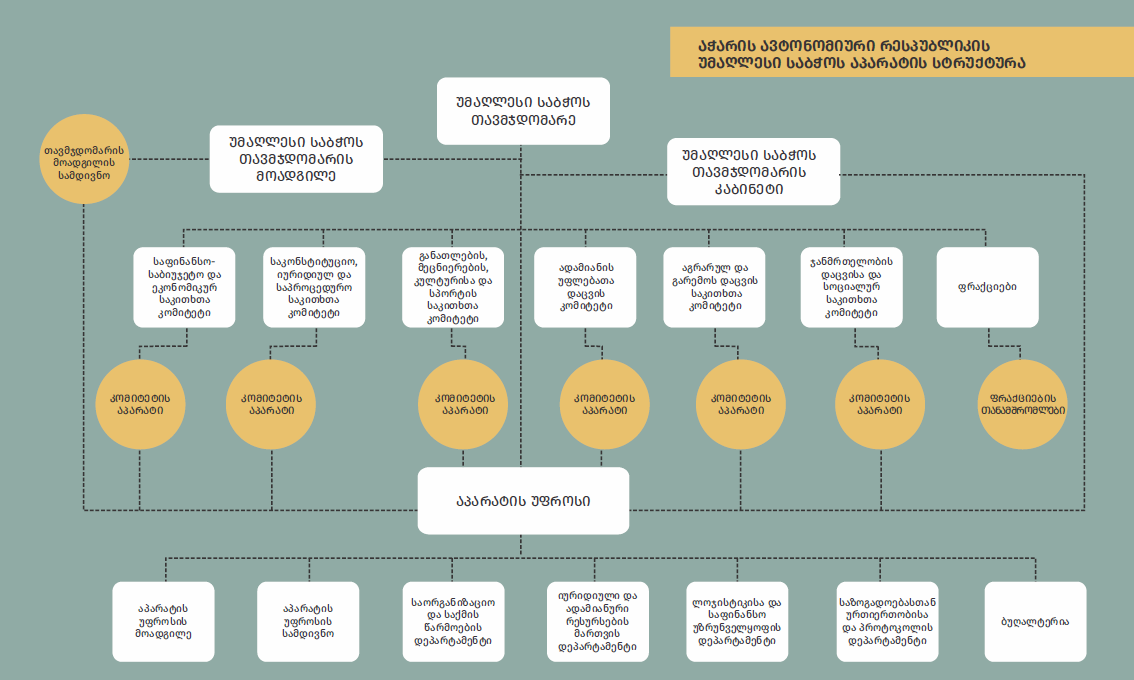 აჭარის ავტონომიური რესპუბლიკის
უმაღლესი საბჭოს აპარატის სტრუქტურა
უმაღლესი საბჭოს
თავმჯდომარე
უმაღლესი საბჭოს
თავმჯდომარის
მოადგილე
თავმჯდომარის
მოადგილის
სამდივნო
უმაღლესი საბჭოს
თავმჯდომარის
კაბინეტი
საფინანსო-
საბიუჯეტო და
ეკონომიკურ
საკითხთა
კომიტეტი
საკონსტიტუციო,
იურიდიულ და
საპროცედურო
საკითხთა
კომიტეტი
განათლების,
მეცნიერების,
კულტურისა და
სპორტის
საკითხთა
კომიტეტი
ადამიანის
უფლებათა
დაცვის
კომიტეტი
აგრარულ და
გარემოს დაცვის
საკითხთა
კომიტეტი
ჯანმრთელობის
დაცვისა და
სოციალურ
საკითხთა
კომიტეტი
ფრაქციები
კომიტეტის
აპარატი
კომიტეტის
აპარატი
კომიტეტის
აპარატი
კომიტეტის
აპარატი
კომიტეტის
აპარატი
კომიტეტის
აპარატი
ფრაქციების
თანამშრომლები
აპარატის უფროსი
აპარატის
უფროსის
მოადგილე
აპარატის
უფროსის
სამდივნო
საორგანიზაციო
და საქმის
წარმოების
დეპარტამენტი
იურიდიული და
ადამიანური
რესურსების
მართვის
დეპარტამენტი
ლოჯისტიკისა და
საფინანსო
უზრუნველყოფის
დეპარტამენტი
საზოგადოებასთან
ურთიერთობისა
და პროტოკოლის
დეპარტამენტი
ბუღალტერია